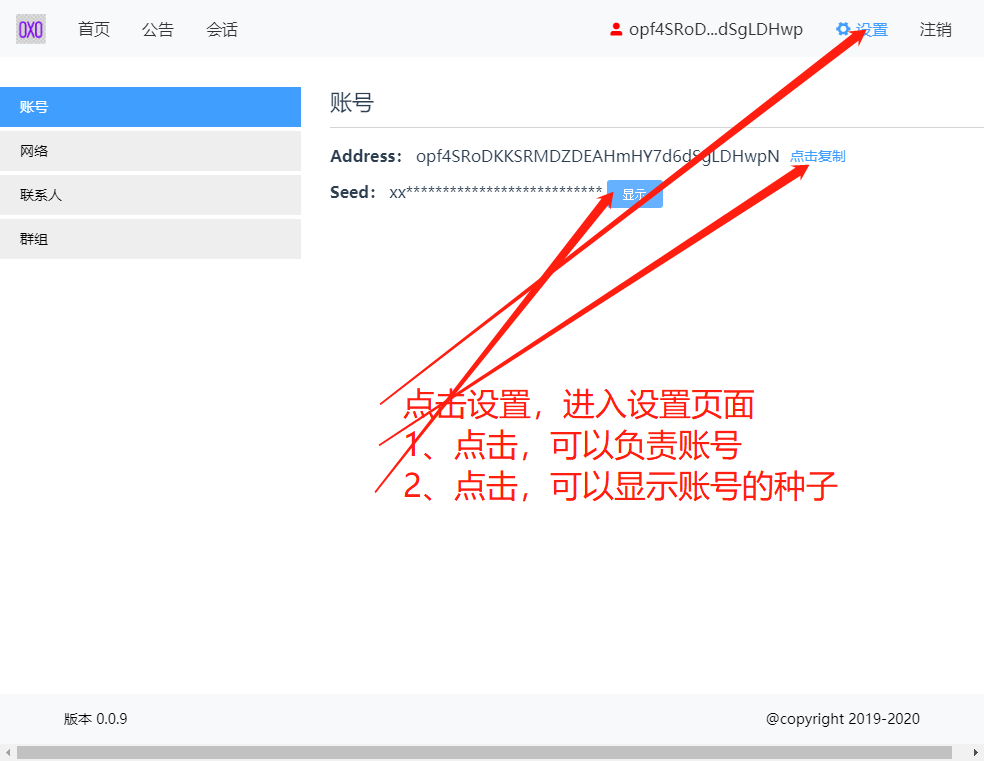 OXO 首页 公告 会话 opf4SRoD...dSgLDHwp 设置 注销
账号
网络
联系人
群组
账号
Address: opf4SRoDKKSRMDZDEAHmHY7d6dSgLDHwpN 点击复制
Seed: xx*************************** 显示
点击设置，进入设置页面
1、点击，可以负责账号
2、点击，可以显示账号的种子
版本 0.0.9 @copyright 2019-2020